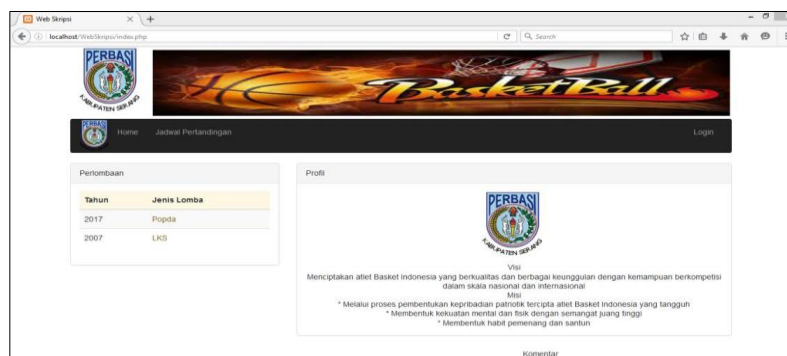 Web Skripsi
localhost/WebSkripsi/index.php
Search
PERBASI
KABUPATEN SERANG
BasketBall
PERBASI
Home Jadwal Pertandingan Login
Perlombaan
Tahun Jenis Lomba
2017 Popda
2007 LKS
Profil
PERBASI
KABUPATEN SERANG
Visi
Menciptakan atlet Basket Indonesia yang berkualitas dan berbagai keunggulan dengan kemampuan berkompetisi
dalam skala nasional dan internasional
Misi
* Melalui proses pembentukan kepribadian patriotik tercipta atlet Basket Indonesia yang tangguh
* Membentuk kekuatan mental dan fisik dengan semangat juang tinggi
* Membentuk habit pemenang dan santun
Komentar